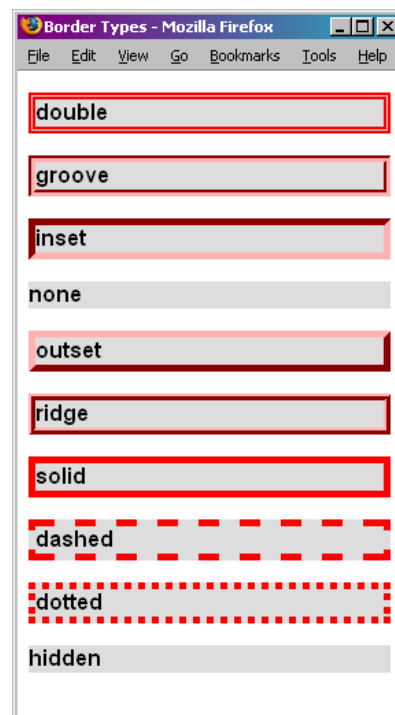 Border Types - Mozilla Firefox
File Edit View Go Bookmarks Tools Help
double
groove
inset
none
outset
ridge
solid
dashed
dotted
hidden